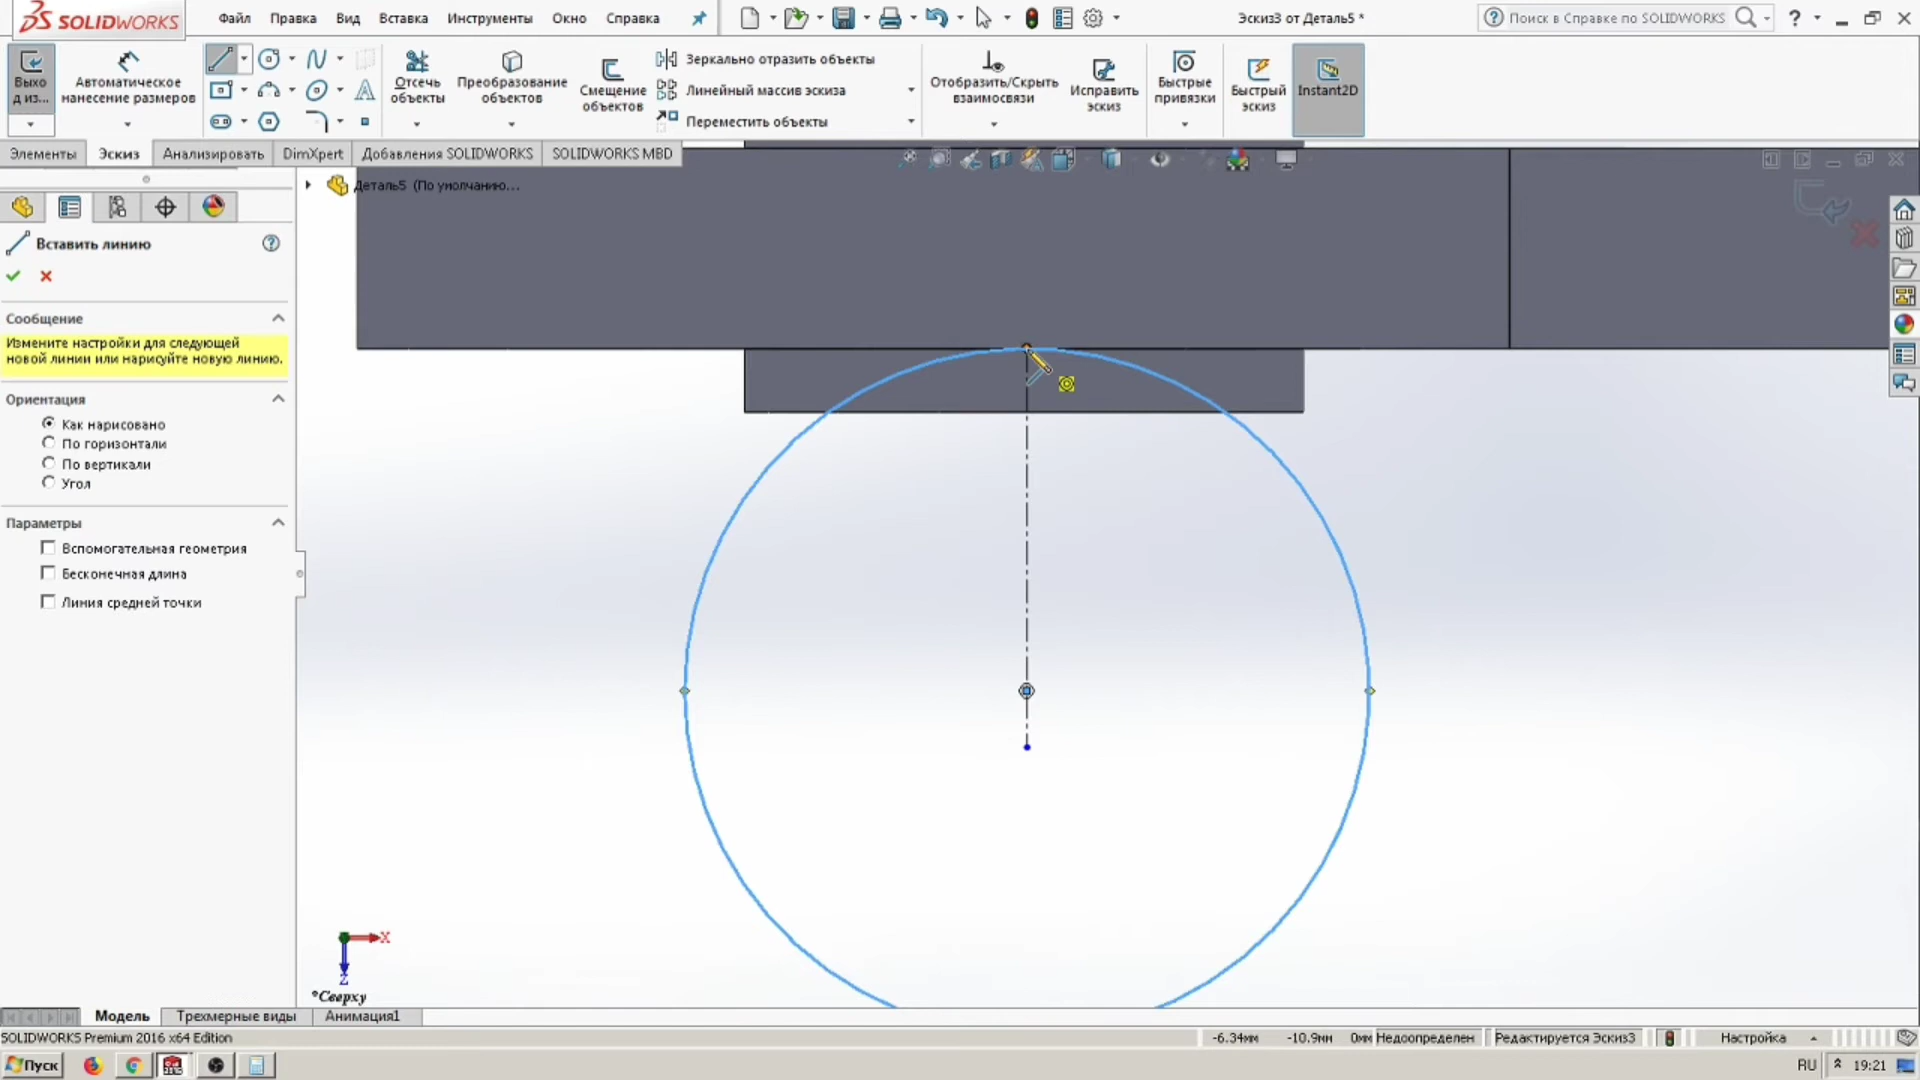 SOLIDWORKS
Файл Правка Вид Вставка Инструменты Окно Справка
Эскиз3 от Деталь5 *
Поиск в Справке по SOLIDWORKS
?
Выхо
д из...
Автоматическое
нанесение размеров
Отсечь
объекты
Преобразование
объектов
Смещение
объектов
Зеркально отразить объекты
Линейный массив эскиза
Переместить объекты
Отобразить/Скрыть
взаимосвязи
Исправить
эскиз
Быстрые
привязки
Быстрый
эскиз
Instant2D
Элементы Эскиз Анализировать DimXpert Добавления SOLIDWORKS SOLIDWORKS MBD
Деталь5 (По умолчанию...
Вставить линию
?
Сообщение
Измените настройки для следующей
новой линии или нарисуйте новую линию.
Ориентация
Как нарисовано
По горизонтали
По вертикали
Угол
Параметры
Вспомогательная геометрия
Бесконечная длина
Линия средней точки
X
Z
*Сверху
Модель Трехмерные виды Анимация1
SOLIDWORKS Premium 2016 x64 Edition
-6.34мм -10.9мм 0мм Недоопределен Редактируется Эскиз3 Настройка
Пуск
RU 19:21